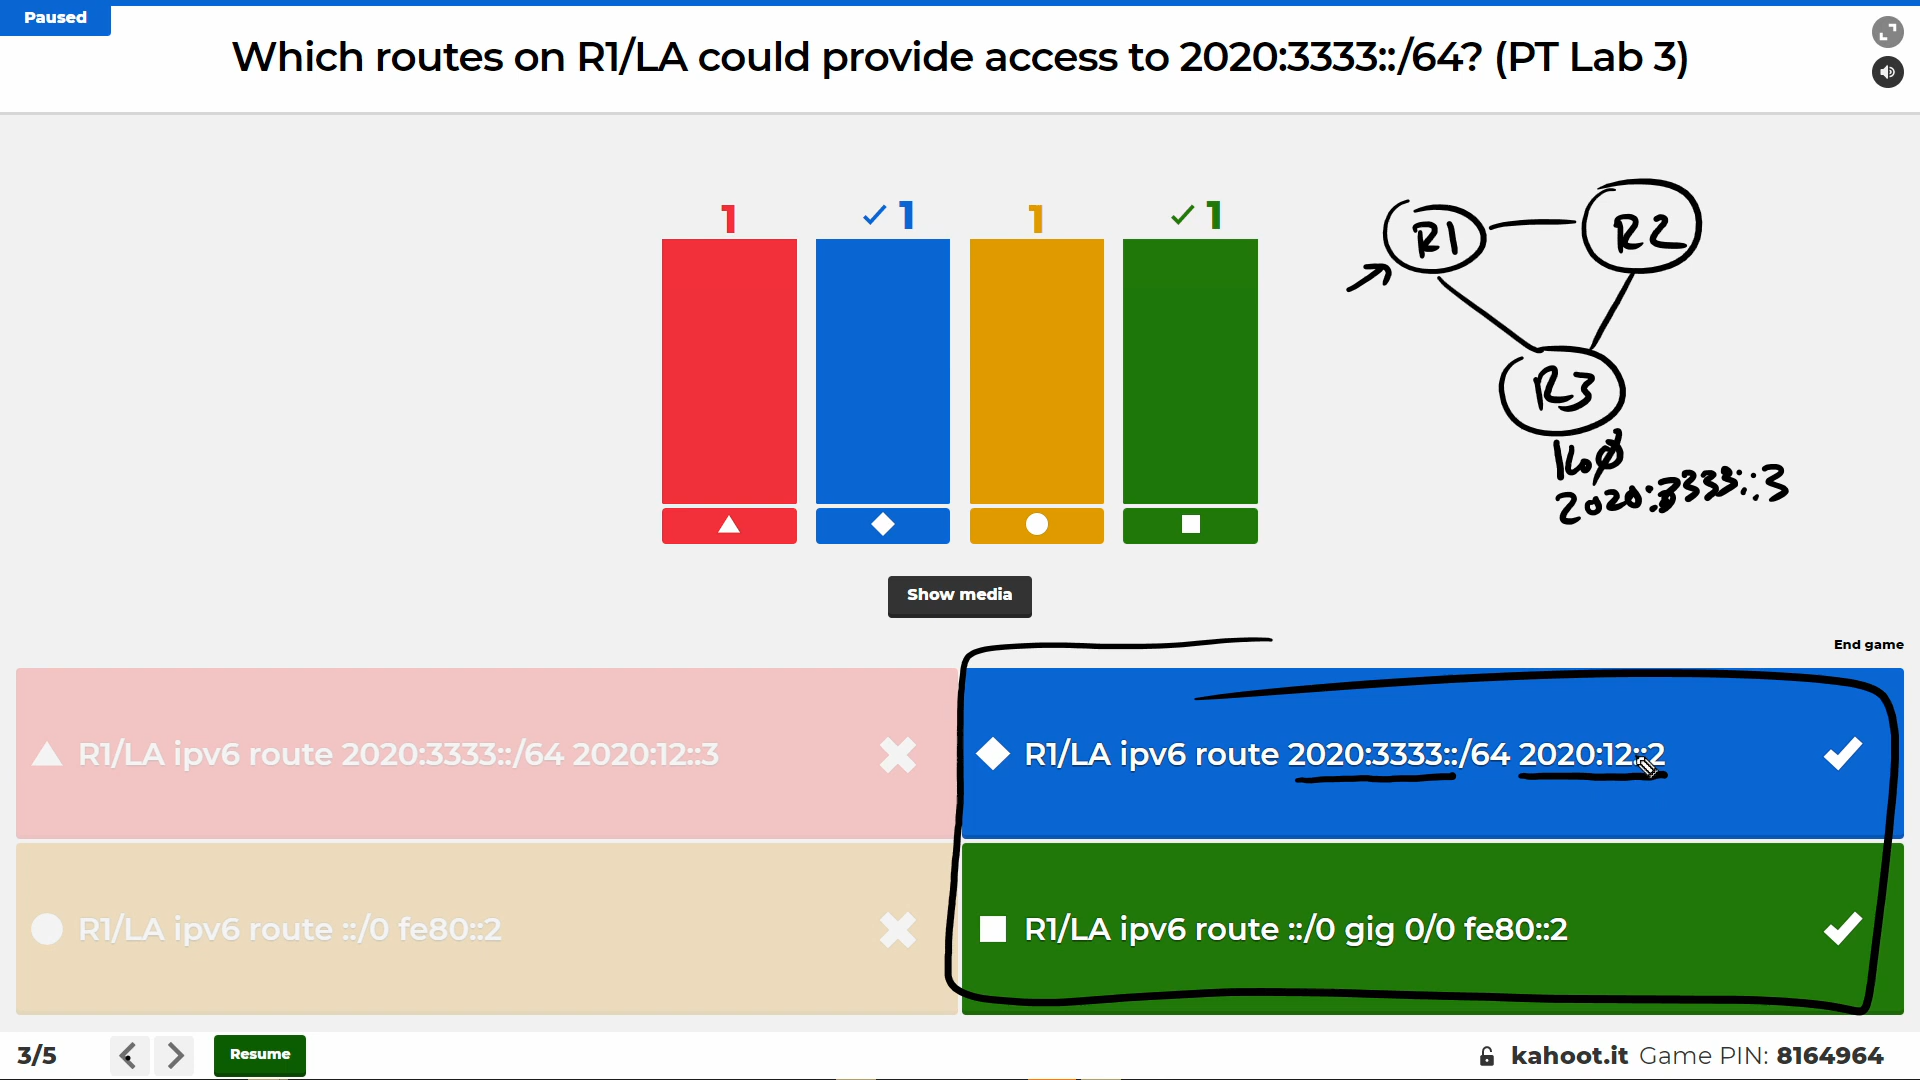 Paused
Which routes on R1/LA could provide access to 2020:3333::/64? (PT Lab 3)
1
1
1
1
R1
R2
R3
2020:3333::3
Show media
End game
R1/LA ipv6 route 2020:3333::/64 2020:12::3
R1/LA ipv6 route 2020:3333::/64 2020:12::2
R1/LA ipv6 route ::/0 fe80::2
R1/LA ipv6 route ::/0 gig 0/0 fe80::2
3/5
Resume
kahoot.it Game PIN: 8164964